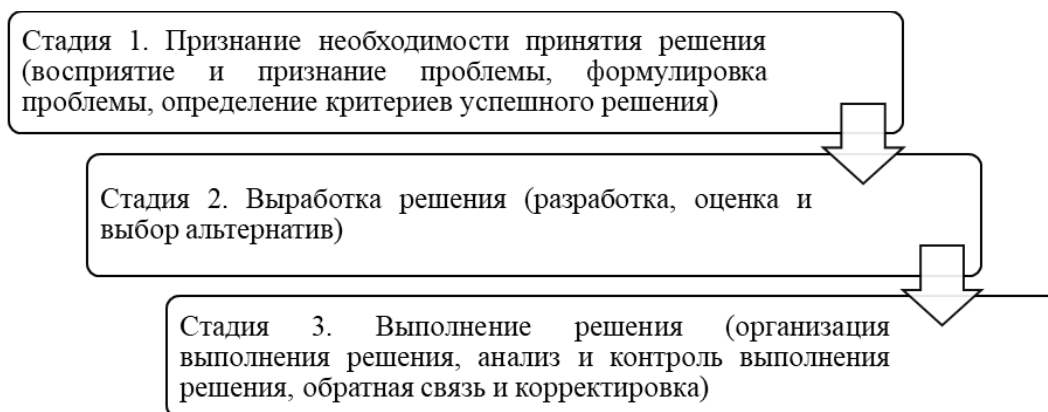 Стадия 1. Признание необходимости принятия решения
(восприятие и признание проблемы, формулировка
проблемы, определение критериев успешного решения)
Стадия 2. Выработка решения (разработка, оценка и
выбор альтернатив)
Стадия 3. Выполнение решения (организация
выполнения решения, анализ и контроль выполнения
решения, обратная связь и корректировка)